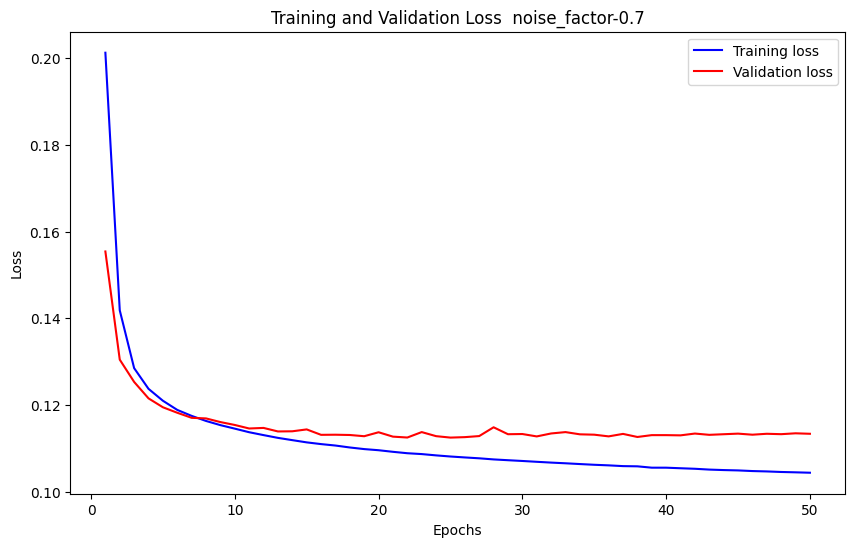 Training and Validation Loss  noise_factor-0.7
Training loss
Validation loss
Loss
0.20
0.18
0.16
0.14
0.12
0.10
0
10
20
30
40
50
Epochs